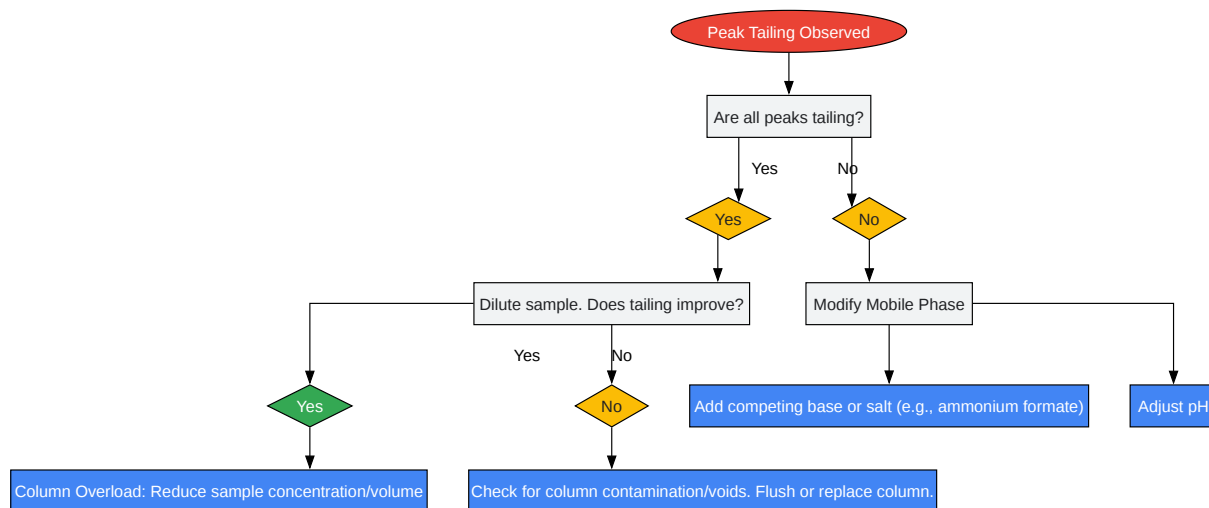 Peak Tailing Observed
Are all peaks tailing?
Yes
No
Yes
No
Dilute sample. Does tailing improve?
Modify Mobile Phase
Yes
No
Yes
No
Add competing base or salt (e.g., ammonium formate)
Adjust pH
Column Overload: Reduce sample concentration/volume
Check for column contamination/voids. Flush or replace column.